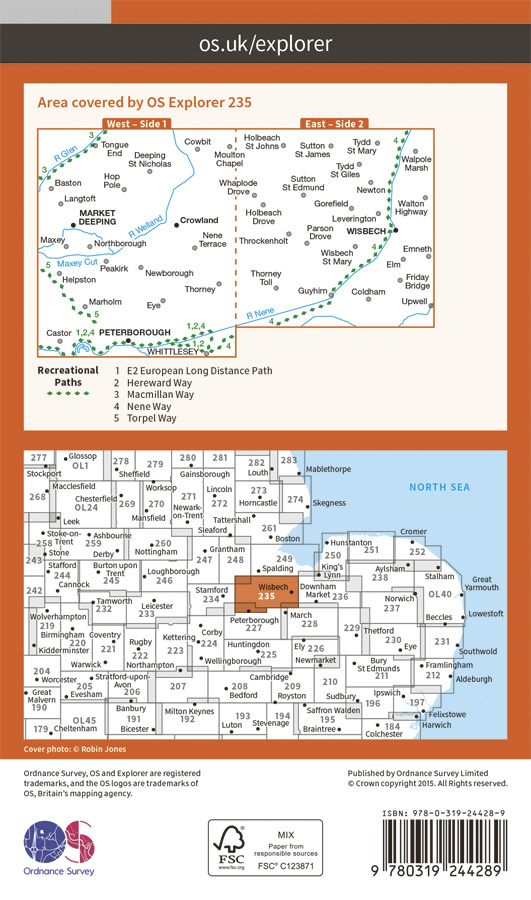 os.uk/explorer
Area covered by OS Explorer 235
West – Side 1
East – Side 2
3
R Glen
Tongue End
Cowbit
Holbeach St Johns
Sutton St James
Tydd St Mary
4
Deeping St Nicholas
Moulton Chapel
Walpole Marsh
3
Baston
Hop Pole
Whaplode Drove
Sutton St Edmund
Tydd St Giles
Newton
Langtoft
Gorefield
Walton Highway
MARKET DEEPING
R Welland
Crowland
Holbeach Drove
Leverington
WISBECH
Maxey
Northborough
Nene Terrace
Throckenholt
Parson Drove
4
Wisbech St Mary
Emneth
Maxey Cut
Peakirk
Newborough
Elm
5
Helpston
Thorney
Thorney Toll
Friday Bridge
Marholm
Eye
Guyhirn
Coldham
Upwell
R Nene
Castor
1,2,4
PETERBOROUGH
1,2,4
4
1,2
4
WHITTLESEY
Recreational Paths
1 E2 European Long Distance Path
2 Hereward Way
3 Macmillan Way
4 Nene Way
5 Torpel Way
277
Glossop
OL1
278
279
280
281
282
283
Stockport
Sheffield
Gainsborough
Louth
Mablethorpe
268
Macclesfield
Worksop
Chesterfield
OL24
269
270
271
Lincoln
272
273
Horncastle
274
Skegness
NORTH SEA
Leek
Mansfield
Newark-on-Trent
Tattershall
261
Stoke-on-Trent
258
Ashbourne
259
260
Sleaford
Boston
Cromer
243
Stone
Derby
Nottingham
Grantham
247
248
249
Hunstanton
250
251
252
Stafford
244
Burton upon Trent
245
Loughborough
246
Spalding
King's Lynn
Aylsham
238
Stalham
242
Cannock
Stamford
234
Wisbech
235
Downham Market
236
Norwich
237
OL40
Great Yarmouth
Tamworth
232
Leicester
233
Wolverhampton
219
Peterborough
227
March
228
Beccles
Lowestoft
Birmingham
220
Coventry
221
Rugby
222
Kettering
223
Corby
224
Huntingdon
225
Ely
226
229
Thetford
230
Eye
231
Southwold
Kidderminster
Warwick
Northampton
Wellingborough
Newmarket
Bury St Edmunds
211
Framlingham
212
Aldeburgh
204
Worcester
Stratford-upon-Avon
206
207
208
Bedford
Cambridge
209
Royston
210
Sudbury
196
Ipswich
197
Great Malvern
190
205
Evesham
OL45
Banbury
191
Milton Keynes
192
193
194
Saffron Walden
195
Felixstowe
Harwich
179
Cheltenham
Bicester
Luton
Stevenage
Braintree
184
Colchester
Cover photo: © Robin Jones
Ordnance Survey, OS and Explorer are registered
trademarks, and the OS logos are trademarks of
OS, Britain's mapping agency.
Published by Ordnance Survey Limited
© Crown copyright 2015. All Rights reserved.
OS
Ordnance Survey
FSC
www.fsc.org
MIX
Paper from
responsible sources
FSC® C123871
ISBN: 978-0-319-24428-9
9 780319 244289